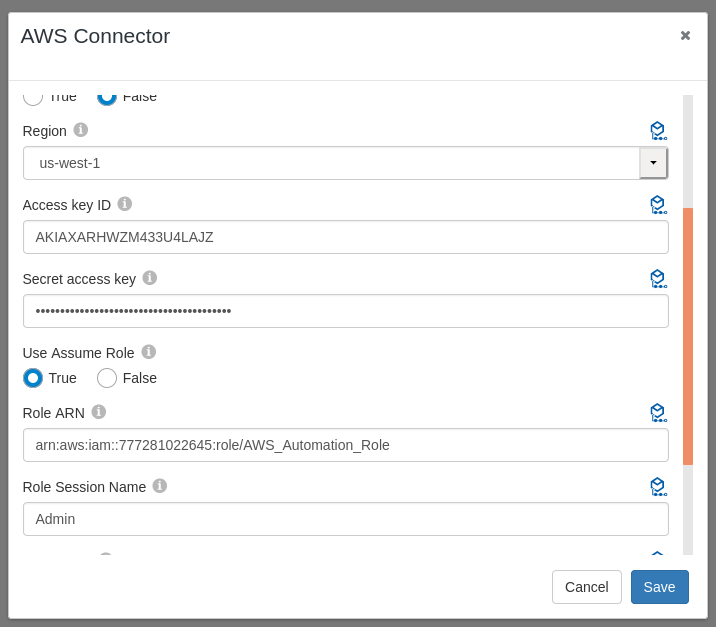 AWS Connector
True False
Region
us-west-1
Access key ID
AKIAXARHWZM433U4LAJZ
Secret access key
••••••••••••••••••••••••••••••••••••••••
Use Assume Role
True False
Role ARN
arn:aws:iam::777281022645:role/AWS_Automation_Role
Role Session Name
Admin
Cancel Save